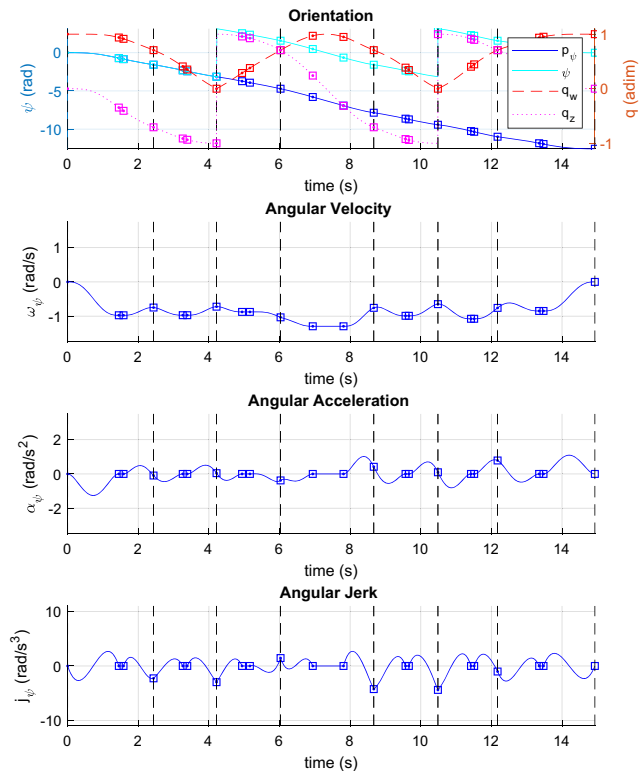 Orientation
0
-5
-10
ψ (rad)
1
0
-1
q (adim)
p_ψ
ψ
q_w
q_z
0 2 4 6 8 10 12 14
time (s)
Angular Velocity
1
0
-1
ω_ψ (rad/s)
0 2 4 6 8 10 12 14
time (s)
Angular Acceleration
2
0
-2
α_ψ (rad/s²)
0 2 4 6 8 10 12 14
time (s)
Angular Jerk
10
0
-10
j_ψ (rad/s³)
0 2 4 6 8 10 12 14
time (s)